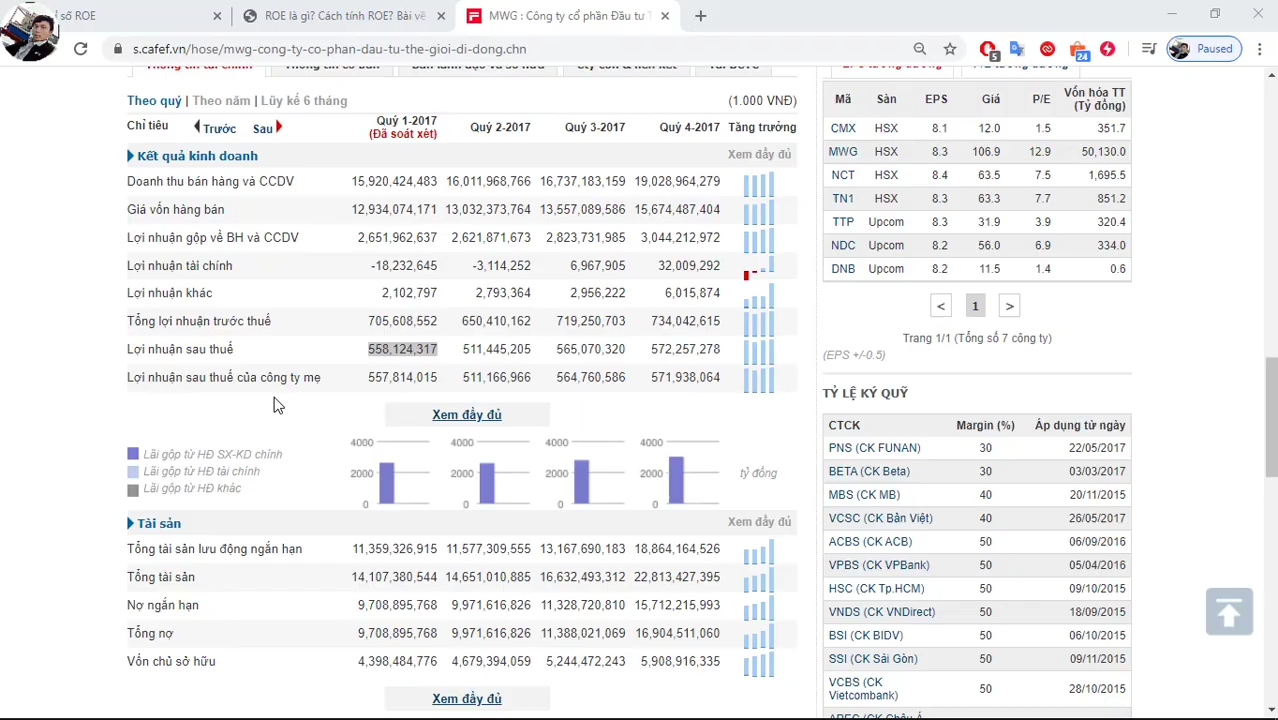 số ROE
ROE là gì? Cách tính ROE? Bài về
MWG : Công ty cổ phần Đầu tư T
s.cafef.vn/hose/mwg-cong-ty-co-phan-dau-tu-the-gioi-di-dong.chn
5
24
Paused
Theo quý | Theo năm | Lũy kế 6 tháng (1.000 VNĐ)
Chỉ tiêu Trước Sau Quý 1-2017 (Đã soát xét) Quý 2-2017 Quý 3-2017 Quý 4-2017 Tăng trưởng
Kết quả kinh doanh Xem đầy đủ
Doanh thu bán hàng và CCDV 15,920,424,483 16,011,968,766 16,737,183,159 19,028,964,279
Giá vốn hàng bán 12,934,074,171 13,032,373,764 13,557,089,586 15,674,487,404
Lợi nhuận gộp về BH và CCDV 2,651,962,637 2,621,871,673 2,823,731,985 3,044,212,972
Lợi nhuận tài chính -18,232,645 -3,114,252 6,967,905 32,009,292
Lợi nhuận khác 2,102,797 2,793,364 2,956,222 6,015,874
Tổng lợi nhuận trước thuế 705,608,552 650,410,162 719,250,703 734,042,615
Lợi nhuận sau thuế 558,124,317 511,445,205 565,070,320 572,257,278
Lợi nhuận sau thuế của công ty mẹ 557,814,015 511,166,966 564,760,586 571,938,064
Xem đầy đủ
Lãi gộp từ HĐ SX-KD chính
Lãi gộp từ HĐ tài chính
Lãi gộp từ HĐ khác
4000 4000 4000 4000
2000 2000 2000 2000 tỷ đồng
0 0 0 0
Tài sản Xem đầy đủ
Tổng tài sản lưu động ngắn hạn 11,359,326,915 11,577,309,555 13,167,690,183 18,864,164,526
Tổng tài sản 14,107,380,544 14,651,010,885 16,632,493,312 22,813,427,395
Nợ ngắn hạn 9,708,895,768 9,971,616,826 11,328,720,810 15,712,215,993
Tổng nợ 9,708,895,768 9,971,616,826 11,388,021,069 16,904,511,060
Vốn chủ sở hữu 4,398,484,776 4,679,394,059 5,244,472,243 5,908,916,335
Xem đầy đủ
Mã Sàn EPS Giá P/E Vốn hóa TT (Tỷ đồng)
CMX HSX 8.1 12.0 1.5 351.7
MWG HSX 8.3 106.9 12.9 50,130.0
NCT HSX 8.4 63.5 7.5 1,695.5
TN1 HSX 8.3 63.3 7.7 851.2
TTP Upcom 8.3 31.9 3.9 320.4
NDC Upcom 8.2 56.0 6.9 334.0
DNB Upcom 8.2 11.5 1.4 0.6
< 1 >
Trang 1/1 (Tổng số 7 công ty)
(EPS +/-0.5)
TỶ LỆ KÝ QUỸ
CTCK Margin (%) Áp dụng từ ngày
PNS (CK FUNAN) 30 22/05/2017
BETA (CK Beta) 30 03/03/2017
MBS (CK MB) 40 20/11/2015
VCSC (CK Bản Việt) 40 26/05/2017
ACBS (CK ACB) 50 06/09/2016
VPBS (CK VPBank) 50 05/04/2016
HSC (CK Tp.HCM) 50 09/10/2015
VNDS (CK VNDirect) 50 18/09/2015
BSI (CK BIDV) 50 06/10/2015
SSI (CK Sài Gòn) 50 09/11/2015
VCBS (CK Vietcombank) 50 28/10/2015